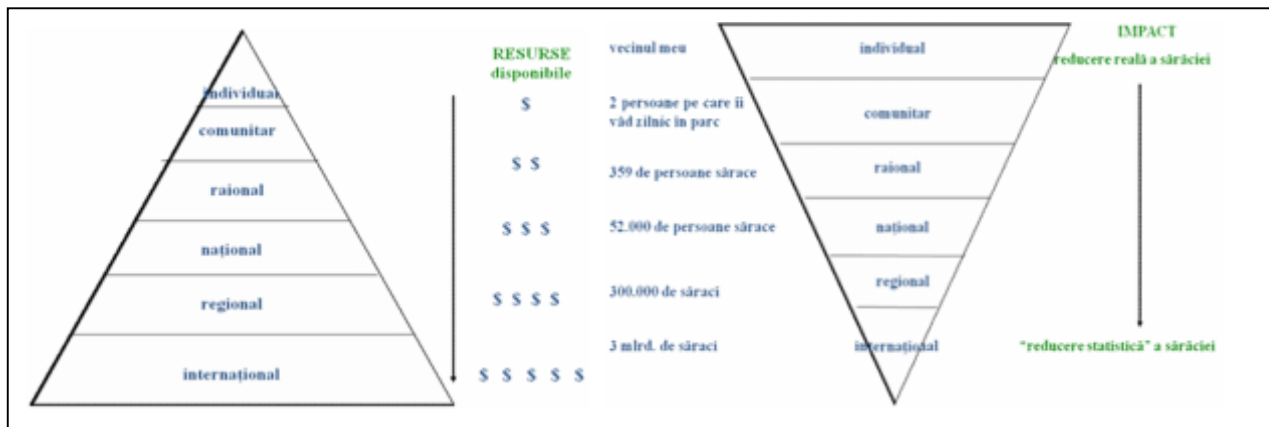 individual
comunitar
raional
național
regional
internațional
RESURSE
disponibile
$
$ $
$ $ $
$ $ $ $
$ $ $ $ $
vecinul meu
2 persoane pe care îi
văd zilnic în parc
359 de persoane sărace
52.000 de persoane sărace
300.000 de săraci
3 mlrd. de săraci
individual
comunitar
raional
național
regional
internațional
IMPACT
reducere reală a sărăciei
“reducere statistică” a sărăciei